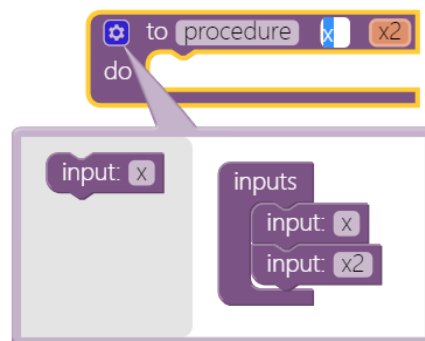 to procedure x x2
do
input: x
inputs
input: x
input: x2